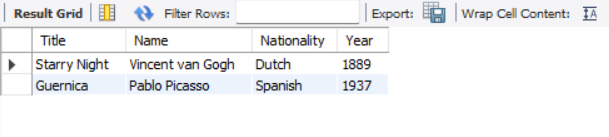 Result Grid Filter Rows: Export: Wrap Cell Content: IA
Title Name Nationality Year
Starry Night Vincent van Gogh Dutch 1889
Guernica Pablo Picasso Spanish 1937